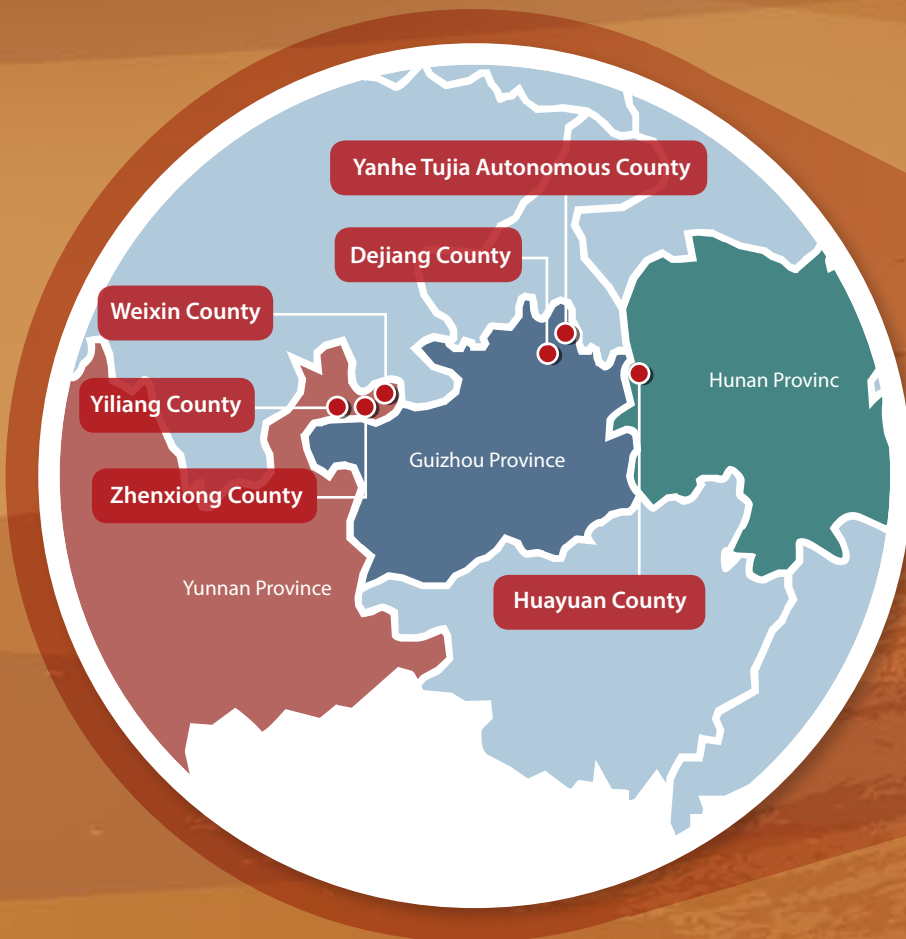 Yanhe Tujia Autonomous County
Dejiang County
Weixin County
Hunan Provinc
Yiliang County
Guizhou Province
Zhenxiong County
Yunnan Province
Huayuan County